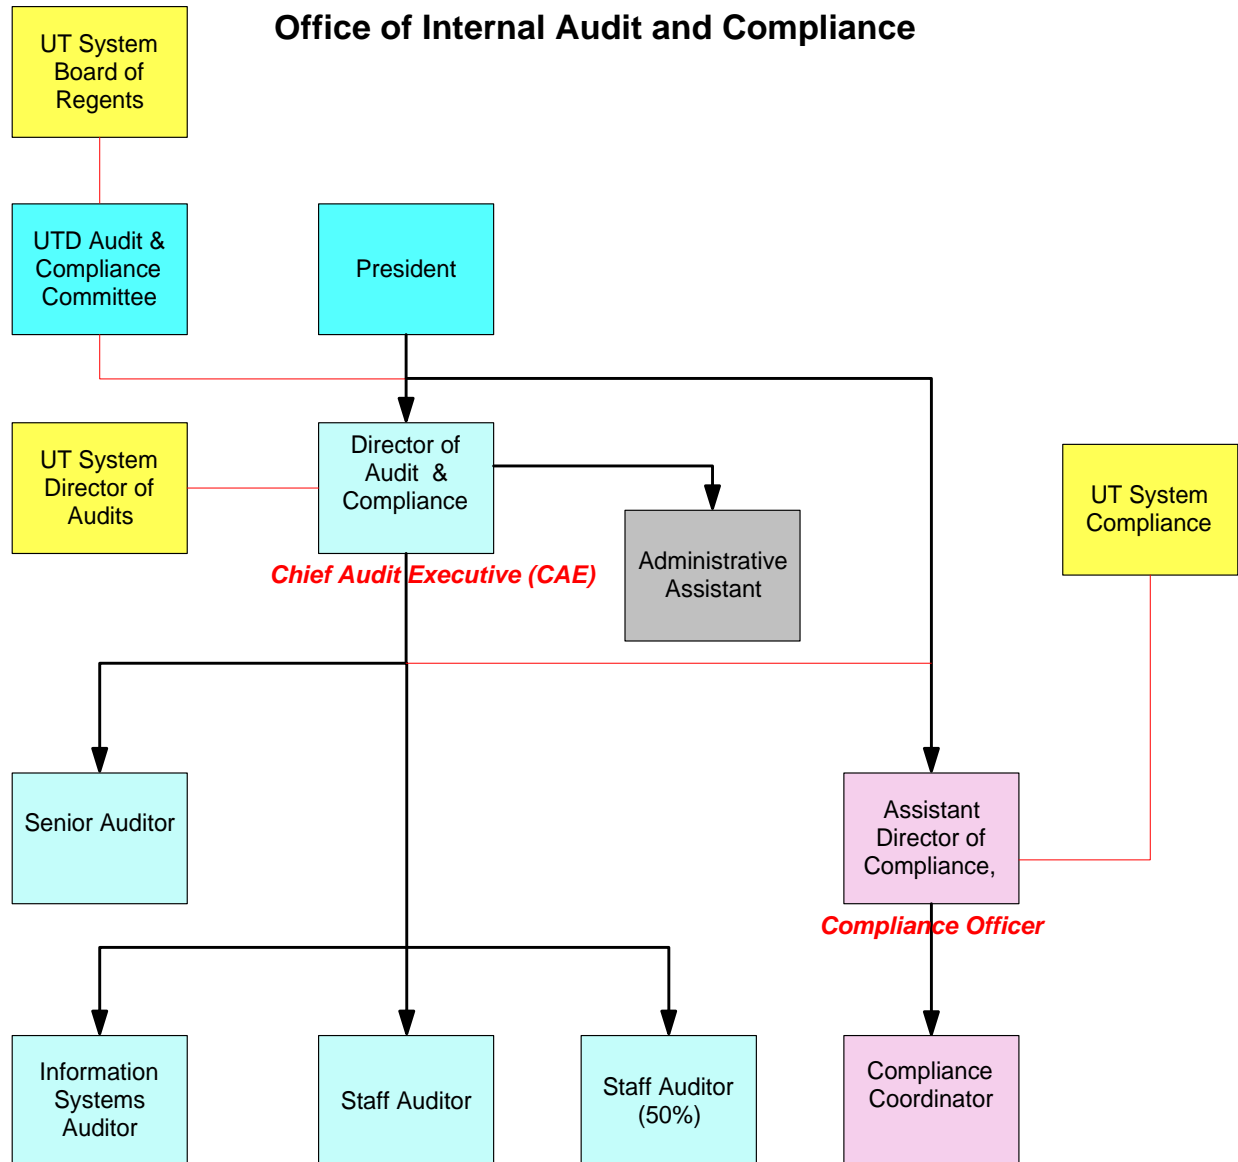 Office of Internal Audit and Compliance
UT System
Board of
Regents
UTD Audit &
Compliance
Committee
President
UT System
Director of
Audits
Director of
Audit &
Compliance
Chief Audit Executive (CAE)
Administrative
Assistant
UT System
Compliance
Senior Auditor
Assistant
Director of
Compliance,
Compliance Officer
Information
Systems
Auditor
Staff Auditor
Staff Auditor
(50%)
Compliance
Coordinator